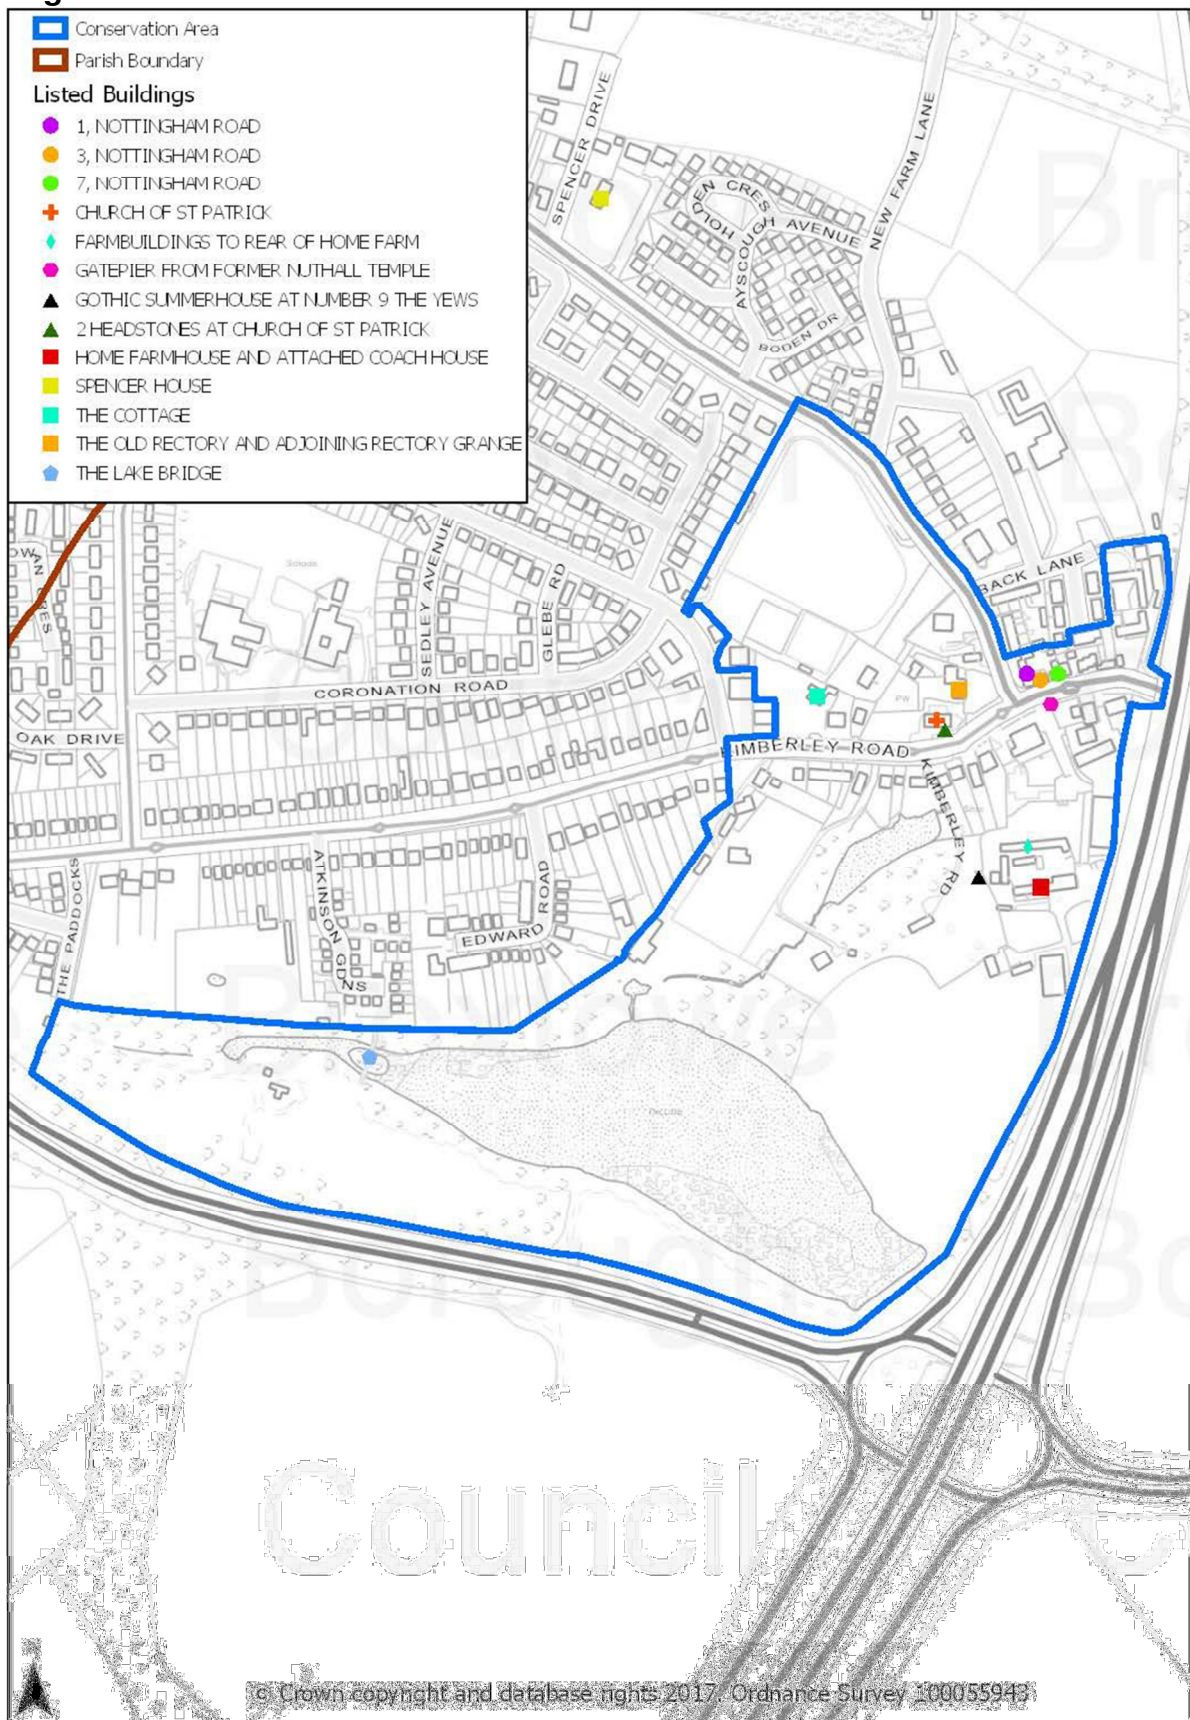 Conservation Area
Parish Boundary
Listed Buildings
1, NOTTINGHAM ROAD
3, NOTTINGHAM ROAD
7, NOTTINGHAM ROAD
CHURCH OF ST PATRICK
FARMBUILDINGS TO REAR OF HOME FARM
GATEPIER FROM FORMER NUTHALL TEMPLE
GOTHIC SUMMERHOUSE AT NUMBER 9 THE YEWS
2 HEADSTONES AT CHURCH OF ST PATRICK
HOME FARMHOUSE AND ATTACHED COACH HOUSE
SPENCER HOUSE
THE COTTAGE
THE OLD RECTORY AND ADJOINING RECTORY GRANGE
THE LAKE BRIDGE
SPENCER DRIVE
HOLDEN CRES
AYSCOUGH AVENUE
NEW FARM LANE
BODEN DR
BACK LANE
SEDLEY AVENUE
GLEBE RD
CORONATION ROAD
OAK DRIVE
KIMBERLEY ROAD
KIMBERLEY RD
THE PADDOCKS
ATKINSON GDNS
EDWARD ROAD
Borough
Council
© Crown copyright and database rights 2017. Ordnance Survey 100055943